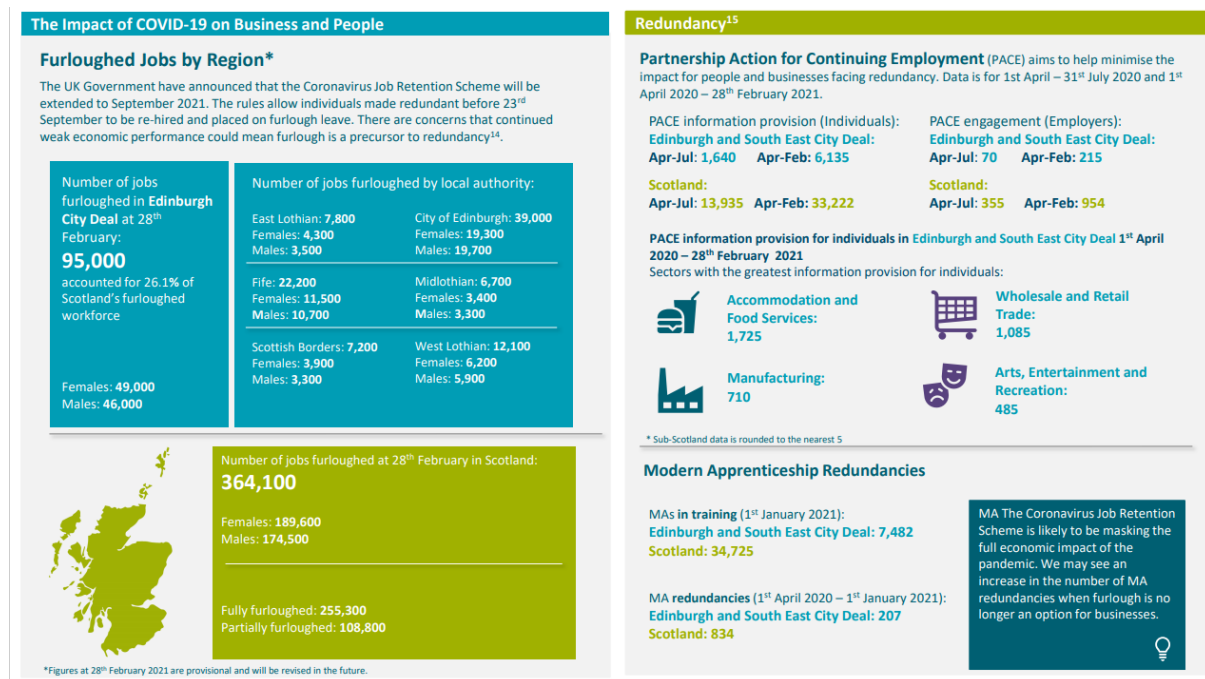 The Impact of COVID-19 on Business and People
Furloughed Jobs by Region*
The UK Government have announced that the Coronavirus Job Retention Scheme will be
extended to September 2021. The rules allow individuals made redundant before 23rd
September to be re-hired and placed on furlough leave. There are concerns that continued
weak economic performance could mean furlough is a precursor to redundancy14.
Number of jobs
furloughed in Edinburgh
City Deal at 28th
February:
95,000
accounted for 26.1% of
Scotland's furloughed
workforce
Females: 49,000
Males: 46,000
Number of jobs furloughed by local authority:
East Lothian: 7,800
Females: 4,300
Males: 3,500
City of Edinburgh: 39,000
Females: 19,300
Males: 19,700
Fife: 22,200
Females: 11,500
Males: 10,700
Midlothian: 6,700
Females: 3,400
Males: 3,300
Scottish Borders: 7,200
Females: 3,900
Males: 3,300
West Lothian: 12,100
Females: 6,200
Males: 5,900
Number of jobs furloughed at 28th February in Scotland:
364,100
Females: 189,600
Males: 174,500
Fully furloughed: 255,300
Partially furloughed: 108,800
*Figures at 28th February 2021 are provisional and will be revised in the future.
Redundancy15
Partnership Action for Continuing Employment (PACE) aims to help minimise the
impact for people and businesses facing redundancy. Data is for 1st April – 31st July 2020 and 1st
April 2020 – 28th February 2021.
PACE information provision (Individuals):
Edinburgh and South East City Deal:
Apr-Jul: 1,640 Apr-Feb: 6,135
Scotland:
Apr-Jul: 13,935 Apr-Feb: 33,222
PACE engagement (Employers):
Edinburgh and South East City Deal:
Apr-Jul: 70 Apr-Feb: 215
Scotland:
Apr-Jul: 355 Apr-Feb: 954
PACE information provision for individuals in Edinburgh and South East City Deal 1st April
2020 – 28th February 2021
Sectors with the greatest information provision for individuals:
Accommodation and
Food Services:
1,725
Wholesale and Retail
Trade:
1,085
Manufacturing:
710
Arts, Entertainment and
Recreation:
485
* Sub-Scotland data is rounded to the nearest 5
Modern Apprenticeship Redundancies
MAs in training (1st January 2021):
Edinburgh and South East City Deal: 7,482
Scotland: 34,725
MA redundancies (1st April 2020 – 1st January 2021):
Edinburgh and South East City Deal: 207
Scotland: 834
MA The Coronavirus Job Retention
Scheme is likely to be masking the
full economic impact of the
pandemic. We may see an
increase in the number of MA
redundancies when furlough is no
longer an option for businesses.